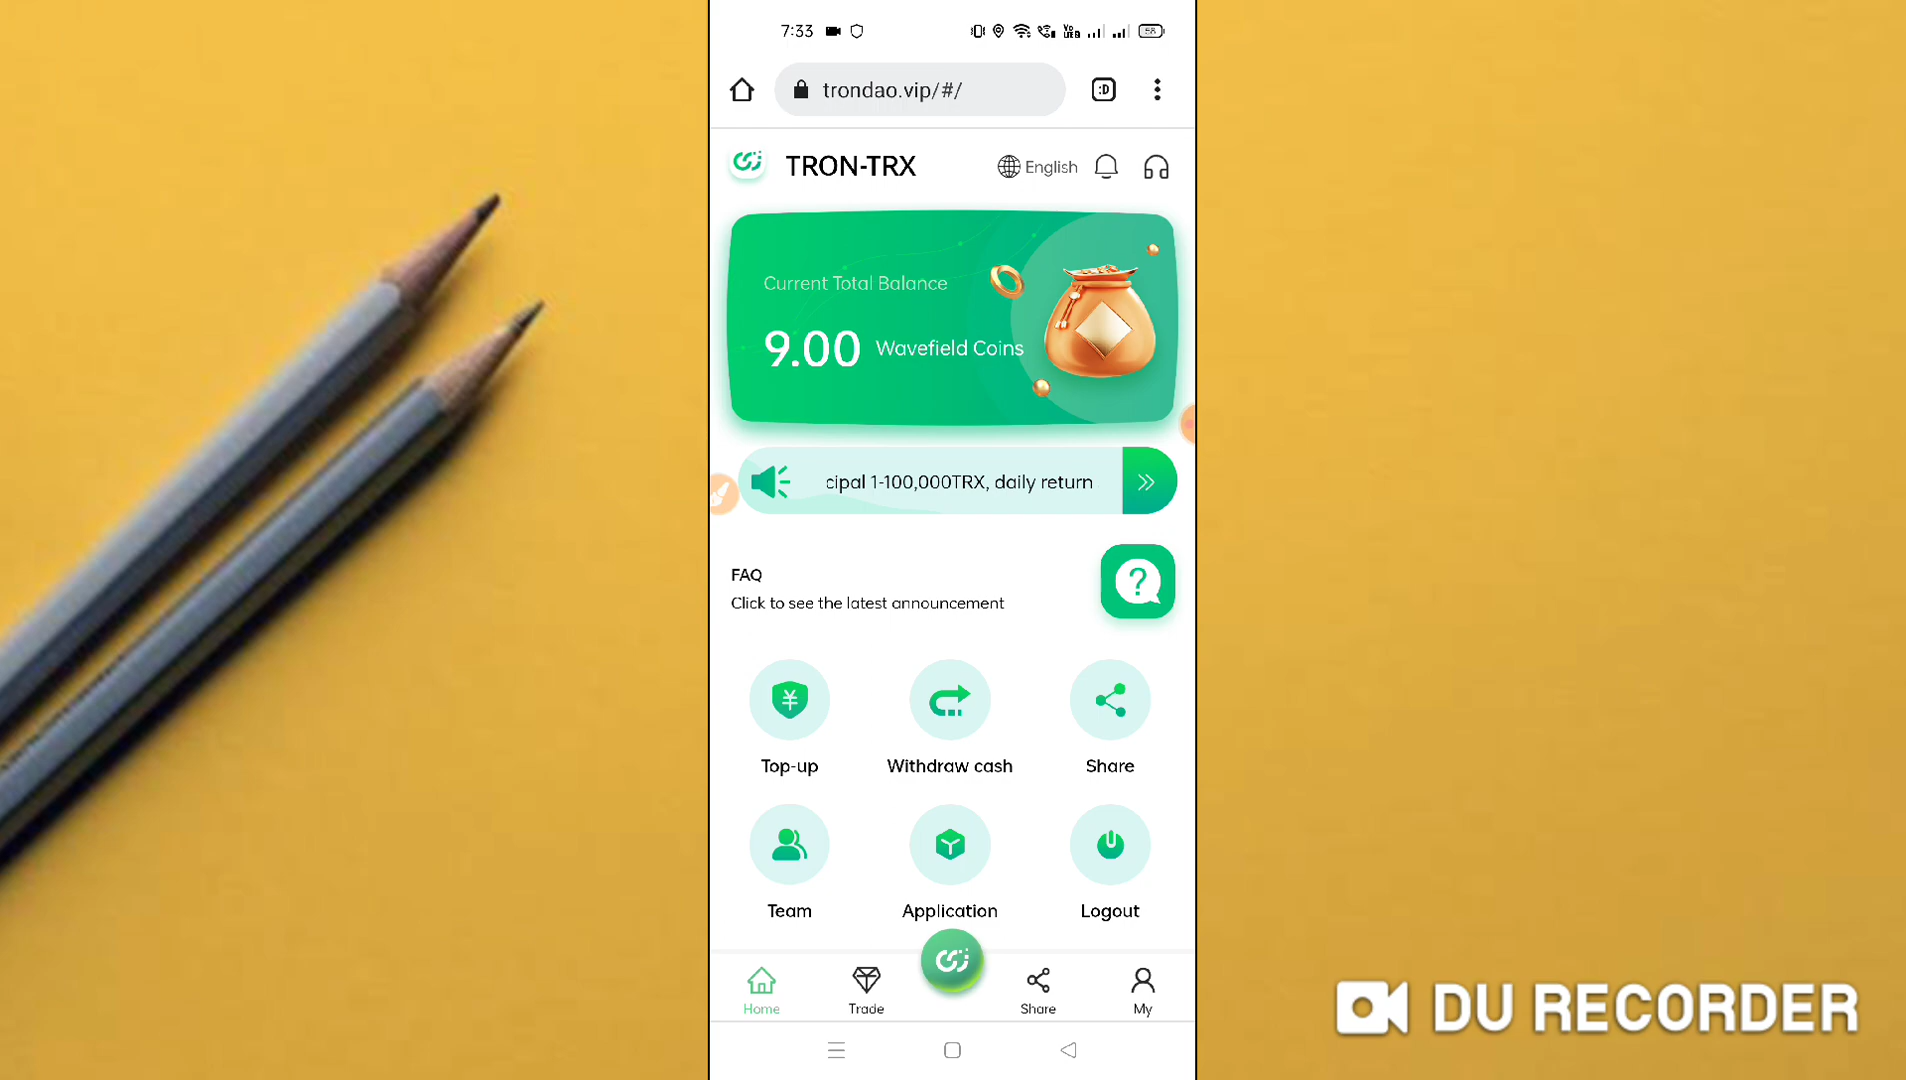 7:33
58
trondao.vip/#/
:D
TRON-TRX
English
Current Total Balance
9.00 Wavefield Coins
cipal 1-100,000TRX, daily return
FAQ
Click to see the latest announcement
Top-up
Withdraw cash
Share
Team
Application
Logout
Home
Trade
Share
My
DU RECORDER